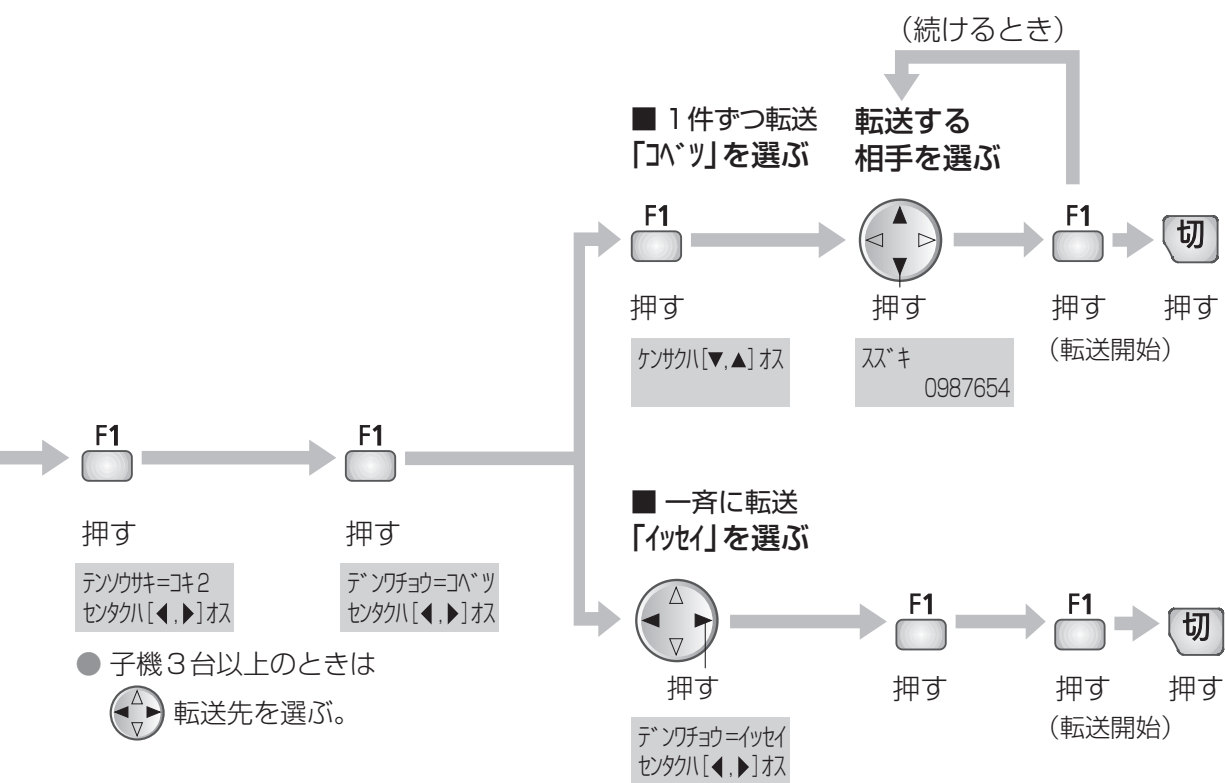 F1
押す
テンソウサキ=コキ2
センタクハ[◀,▶]オス
● 子機3台以上のときは
転送先を選ぶ。
F1
押す
デンワチョウ=コベツ
センタクハ[◀,▶]オス
■ 1件ずつ転送
「コベツ」を選ぶ
F1
押す
ケンサクハ[▼,▲]オス
転送する
相手を選ぶ
押す
スズキ
0987654
(続けるとき)
F1
押す
(転送開始)
切
押す
■ 一斉に転送
「イッセイ」を選ぶ
押す
デンワチョウ=イッセイ
センタクハ[◀,▶]オス
F1
押す
F1
押す
(転送開始)
切
押す